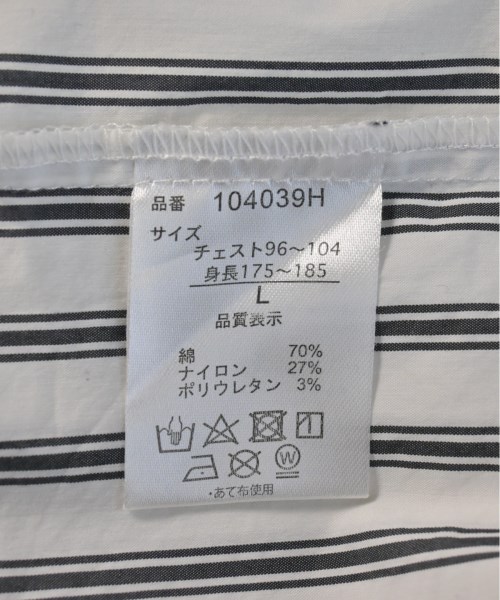 品番 104039H
サイズ
チェスト96〜104
身長175〜185
L
品質表示
綿 70%
ナイロン 27%
ポリウレタン 3%
W
・あて布使用